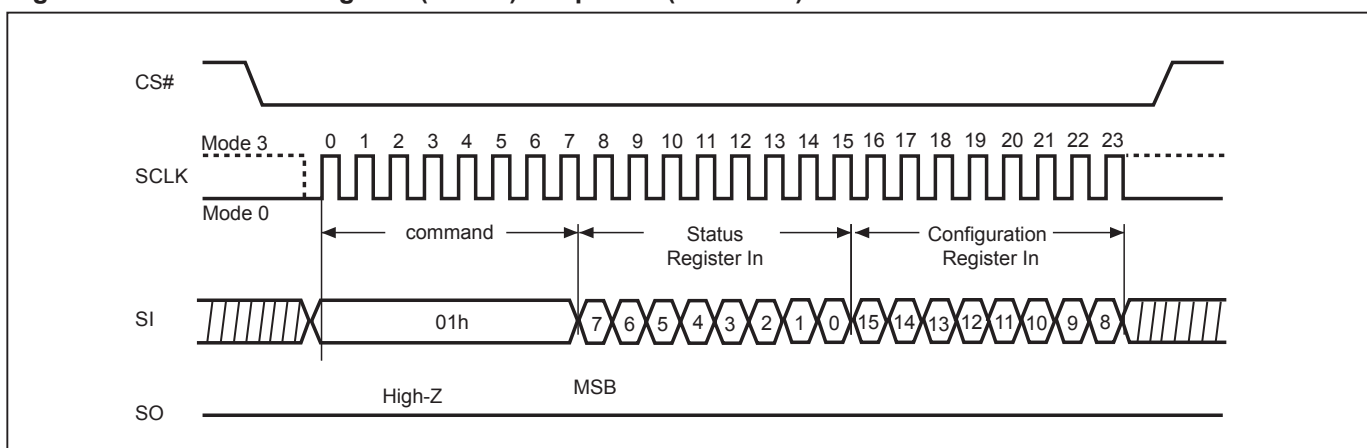 CS#
Mode 3
0 1 2 3 4 5 6 7 8 9 10 11 12 13 14 15 16 17 18 19 20 21 22 23
SCLK
Mode 0
command
Status
Register In
Configuration
Register In
SI
01h
7 6 5 4 3 2 1 0 15 14 13 12 11 10 9 8
High-Z
MSB
SO